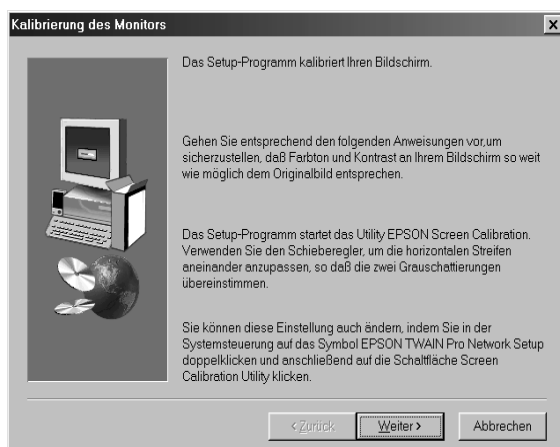 Kalibrierung des Monitors
Das Setup-Programm kalibriert Ihren Bildschirm.
Gehen Sie entsprechend den folgenden Anweisungen vor,um
sicherzustellen, daß Farbton und Kontrast an Ihrem Bildschirm so weit
wie möglich dem Originalbild entsprechen.
Das Setup-Programm startet das Utility EPSON Screen Calibration.
Verwenden Sie den Schieberegler, um die horizontalen Streifen
aneinander anzupassen, so daß die zwei Grauschattierungen
übereinstimmen.
Sie können diese Einstellung auch ändern, indem Sie in der
Systemsteuerung auf das Symbol EPSON TWAIN Pro Network Setup
doppelklicken und anschließend auf die Schaltfläche Screen
Calibration Utility klicken.
< Zurück Weiter > Abbrechen